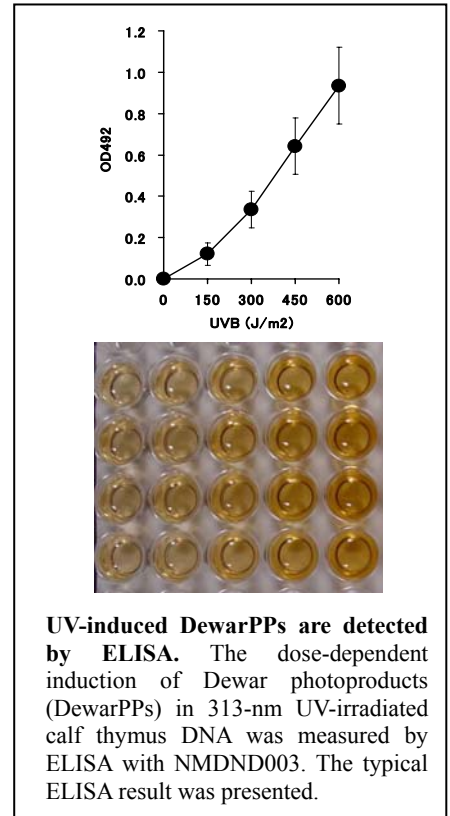 1.2
1.0
0.8
0.6
0.4
0.2
0.0
OD492
0 150 300 450 600
UVB (J/m2)
UV-induced DewarPPs are detected
by ELISA. The dose-dependent
induction of Dewar photoproducts
(DewarPPs) in 313-nm UV-irradiated
calf thymus DNA was measured by
ELISA with NMDND003. The typical
ELISA result was presented.